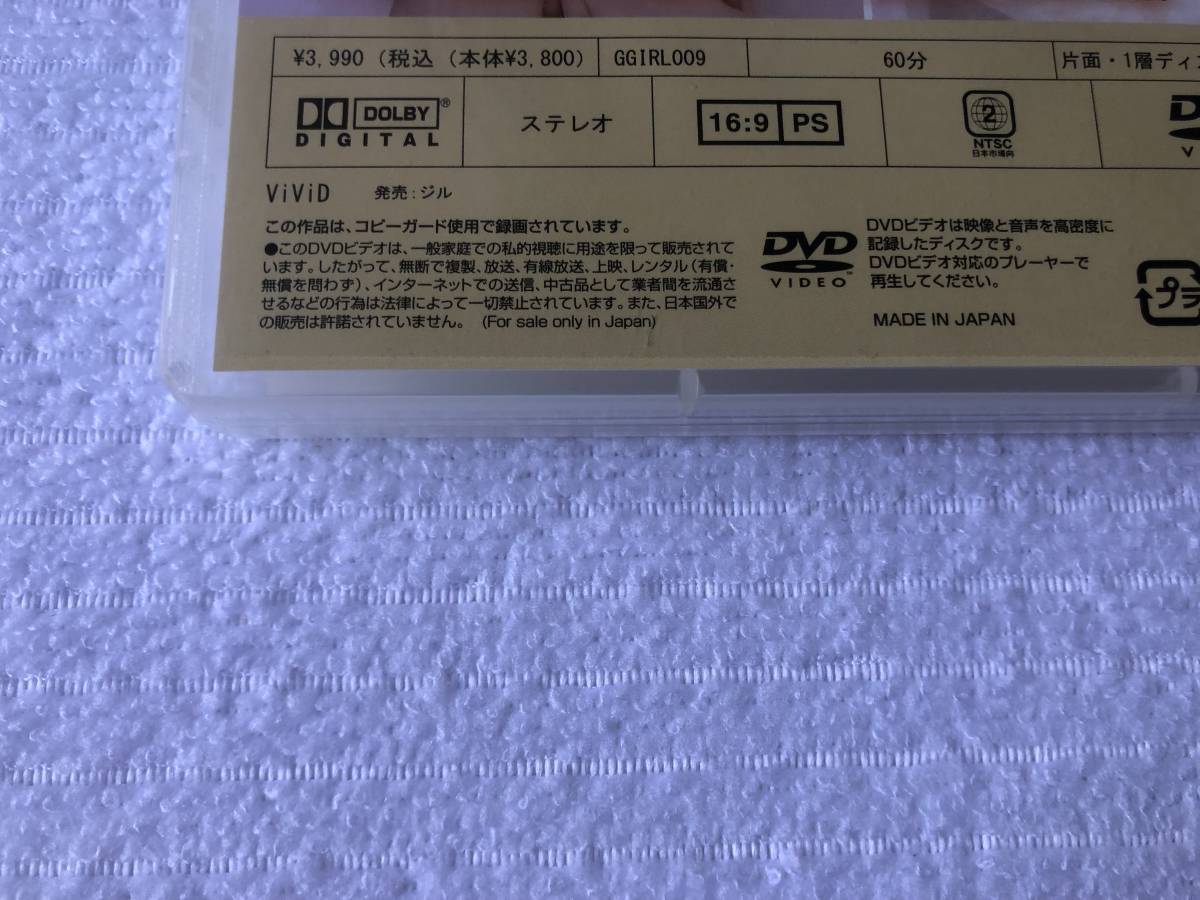 ¥3,990 (税込 (本体¥3,800) GGIRL009 60分 片面・1層ディ
DOLBY
DIGITAL
ステレオ
16:9 PS
2
NTSC
日本市場向
V
ViViD 発売:ジル
この作品は、コピーガード使用で録画されています。
●このDVDビデオは、一般家庭での私的視聴に用途を限って販売されて
います。したがって、無断で複製、放送、有線放送、上映、レンタル(有償・
無償を問わず)、インターネットでの送信、中古品として業者間を流通さ
せるなどの行為は法律によって一切禁止されています。また、日本国外で
の販売は許諾されていません。 (For sale only in Japan)
DVD
VIDEO
DVDビデオは映像と音声を高密度に
記録したディスクです。
DVDビデオ対応のプレーヤーで
再生してください。
MADE IN JAPAN
プラ